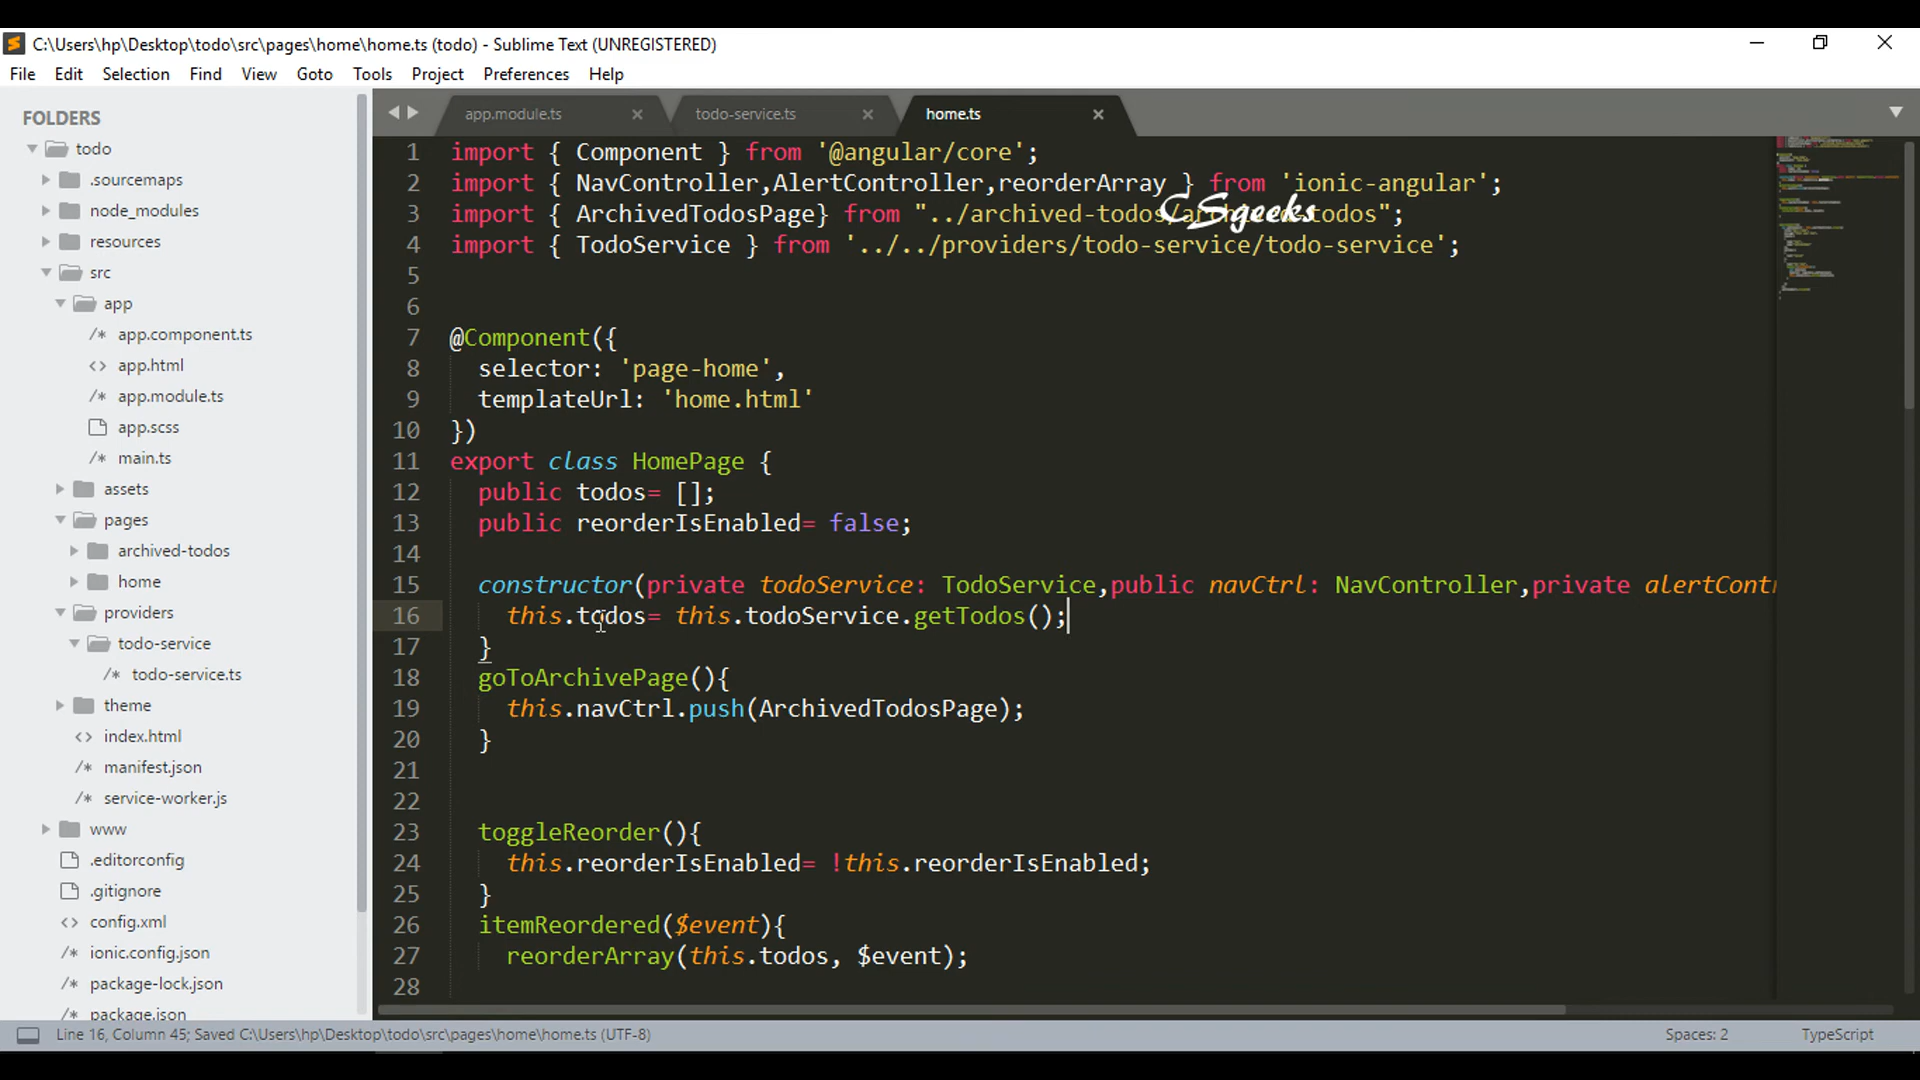 C:\Users\hp\Desktop\todo\src\pages\home\home.ts (todo) - Sublime Text (UNREGISTERED)
File Edit Selection Find View Goto Tools Project Preferences Help
FOLDERS
todo
.sourcemaps
node_modules
resources
src
app
/* app.component.ts
<> app.html
/* app.module.ts
app.scss
/* main.ts
assets
pages
archived-todos
home
providers
todo-service
/* todo-service.ts
theme
<> index.html
/* manifest.json
/* service-worker.js
www
.editorconfig
.gitignore
<> config.xml
/* ionic.config.json
/* package-lock.json
/* package.json
app.module.ts todo-service.ts home.ts
1 import { Component } from '@angular/core';
2 import { NavController,AlertController,reorderArray } from 'ionic-angular';
3 import { ArchivedTodosPage} from "../archived-todos/archived-todos";
CSgeeks
4 import { TodoService } from '../../providers/todo-service/todo-service';
5
6
7 @Component({
8 selector: 'page-home',
9 templateUrl: 'home.html'
10 })
11 export class HomePage {
12 public todos= [];
13 public reorderIsEnabled= false;
14
15 constructor(private todoService: TodoService,public navCtrl: NavController,private alertContr
16 this.todos= this.todoService.getTodos();
17 }
18 goToArchivePage(){
19 this.navCtrl.push(ArchivedTodosPage);
20 }
21
22
23 toggleReorder(){
24 this.reorderIsEnabled= !this.reorderIsEnabled;
25 }
26 itemReordered($event){
27 reorderArray(this.todos, $event);
28
Line 16, Column 45; Saved C:\Users\hp\Desktop\todo\src\pages\home\home.ts (UTF-8) Spaces: 2 TypeScript